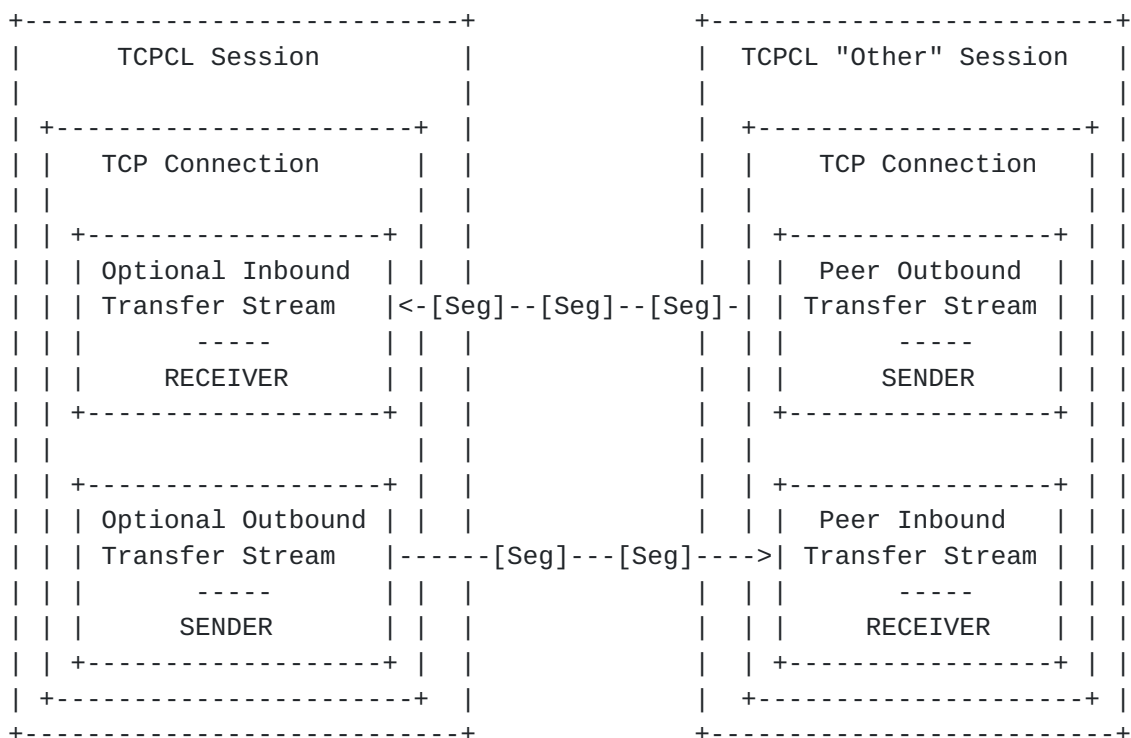 +----------------------------+               +--------------------------+
|      TCPCL Session         |               |  TCPCL "Other" Session   |
|                            |               |                          |
| +-----------------------+  |               |  +---------------------+ |
| |   TCP Connection      |  |               |  |    TCP Connection   | |
| |                       |  |               |  |                     | |
| | +-------------------+ |  |               |  | +-----------------+ | |
| | | Optional Inbound  | |  |               |  | |  Peer Outbound  | | |
| | | Transfer Stream   |<-[Seg]--[Seg]--[Seg]-| | Transfer Stream | | |
| | |       -----       | |  |               |  | |       -----     | | |
| | |     RECEIVER      | |  |               |  | |      SENDER     | | |
| | +-------------------+ |  |               |  | +-----------------+ | |
| |                       |  |               |  |                     | |
| | +-------------------+ |  |               |  | +-----------------+ | |
| | | Optional Outbound | |  |               |  | |  Peer Inbound   | | |
| | | Transfer Stream   |------[Seg]---[Seg]---->| Transfer Stream | | |
| | |       -----       | |  |               |  | |       -----     | | |
| | |      SENDER       | |  |               |  | |     RECEIVER    | | |
| | +-------------------+ |  |               |  | +-----------------+ | |
| +-----------------------+  |               |  +---------------------+ |
+----------------------------+               +--------------------------+